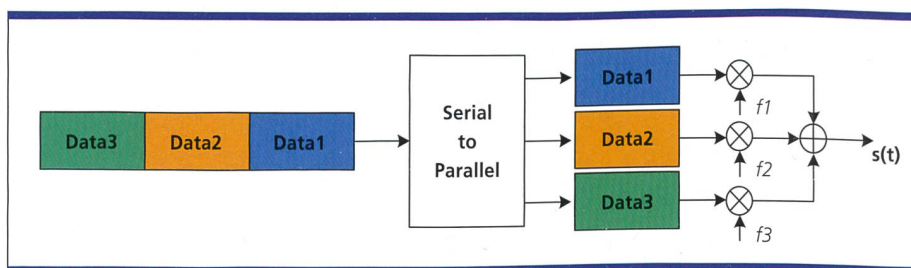 Data3 Data2 Data1
Serial
to
Parallel
Data1
f1
Data2
f2
Data3
f3
s(t)